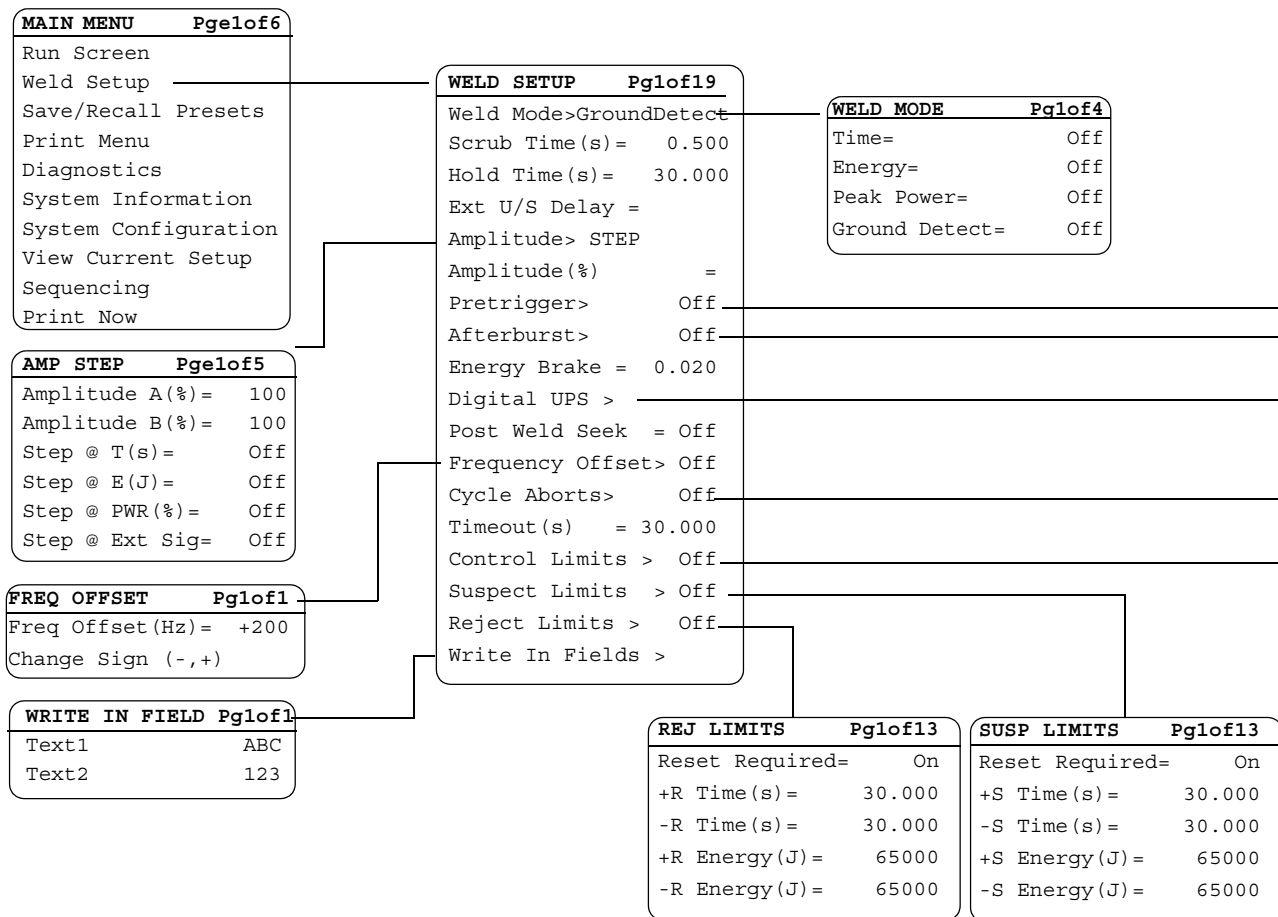 MAIN MENU Pge1of6
Run Screen
Weld Setup
Save/Recall Presets
Print Menu
Diagnostics
System Information
System Configuration
View Current Setup
Sequencing
Print Now
AMP STEP Pge1of5
Amplitude A(%)= 100
Amplitude B(%)= 100
Step @ T(s)= Off
Step @ E(J)= Off
Step @ PWR(%)= Off
Step @ Ext Sig= Off
FREQ OFFSET Pg1of1
Freq Offset(Hz)= +200
Change Sign (-,+)
WRITE IN FIELD Pg1of1
Text1 ABC
Text2 123
WELD SETUP Pg1of19
Weld Mode>GroundDetect
Scrub Time(s)= 0.500
Hold Time(s)= 30.000
Ext U/S Delay =
Amplitude> STEP
Amplitude(%) =
Pretrigger> Off
Afterburst> Off
Energy Brake = 0.020
Digital UPS >
Post Weld Seek = Off
Frequency Offset> Off
Cycle Aborts> Off
Timeout(s) = 30.000
Control Limits > Off
Suspect Limits > Off
Reject Limits > Off
Write In Fields >
WELD MODE Pg1of4
Time= Off
Energy= Off
Peak Power= Off
Ground Detect= Off
REJ LIMITS Pg1of13
Reset Required= On
+R Time(s)= 30.000
-R Time(s)= 30.000
+R Energy(J)= 65000
-R Energy(J)= 65000
SUSP LIMITS Pg1of13
Reset Required= On
+S Time(s)= 30.000
-S Time(s)= 30.000
+S Energy(J)= 65000
-S Energy(J)= 65000